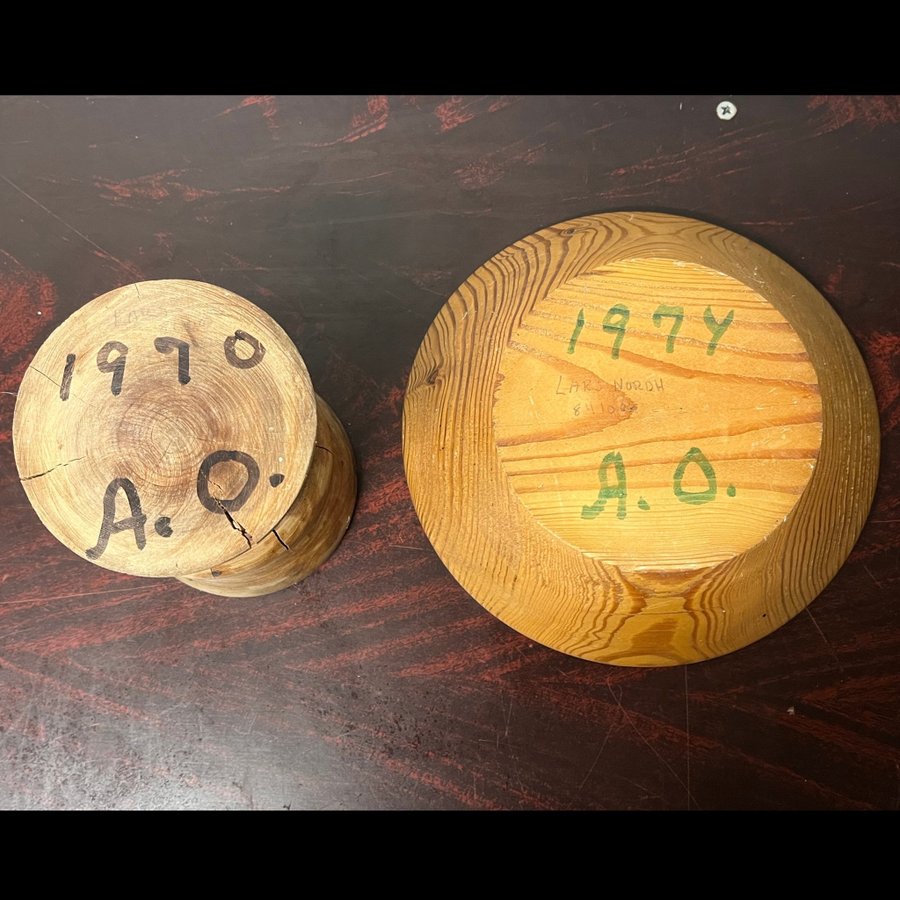 1970
A. O.
1974
LARS NORDH
A. O.